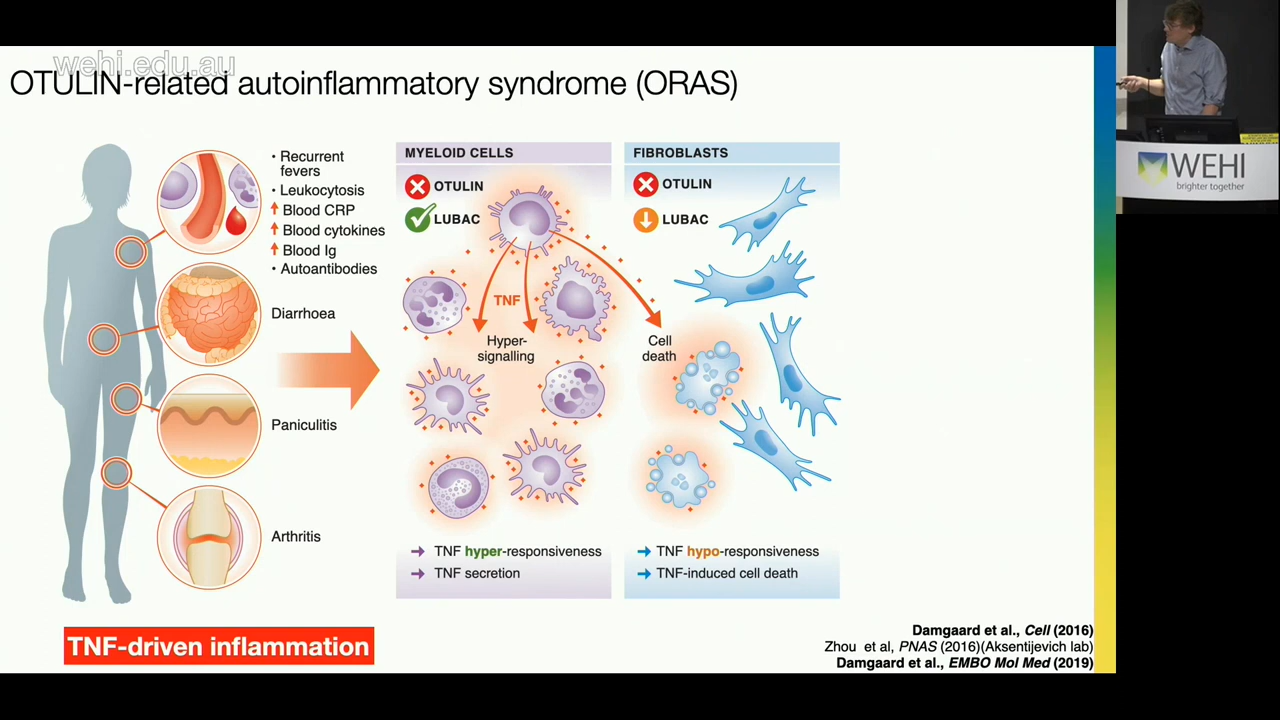 wehi.edu.au
OTULIN-related autoinflammatory syndrome (ORAS)
• Recurrent
fevers
• Leukocytosis
↑ Blood CRP
↑ Blood cytokines
↑ Blood Ig
• Autoantibodies
Diarrhoea
Paniculitis
Arthritis
TNF-driven inflammation
MYELOID CELLS
OTULIN
LUBAC
TNF
Hyper-
signalling
Cell
death
→ TNF hyper-responsiveness
→ TNF secretion
FIBROBLASTS
OTULIN
LUBAC
→ TNF hypo-responsiveness
→ TNF-induced cell death
Damgaard et al., Cell (2016)
Zhou et al, PNAS (2016)(Aksentijevich lab)
Damgaard et al., EMBO Mol Med (2019)
WEHI
brighter together